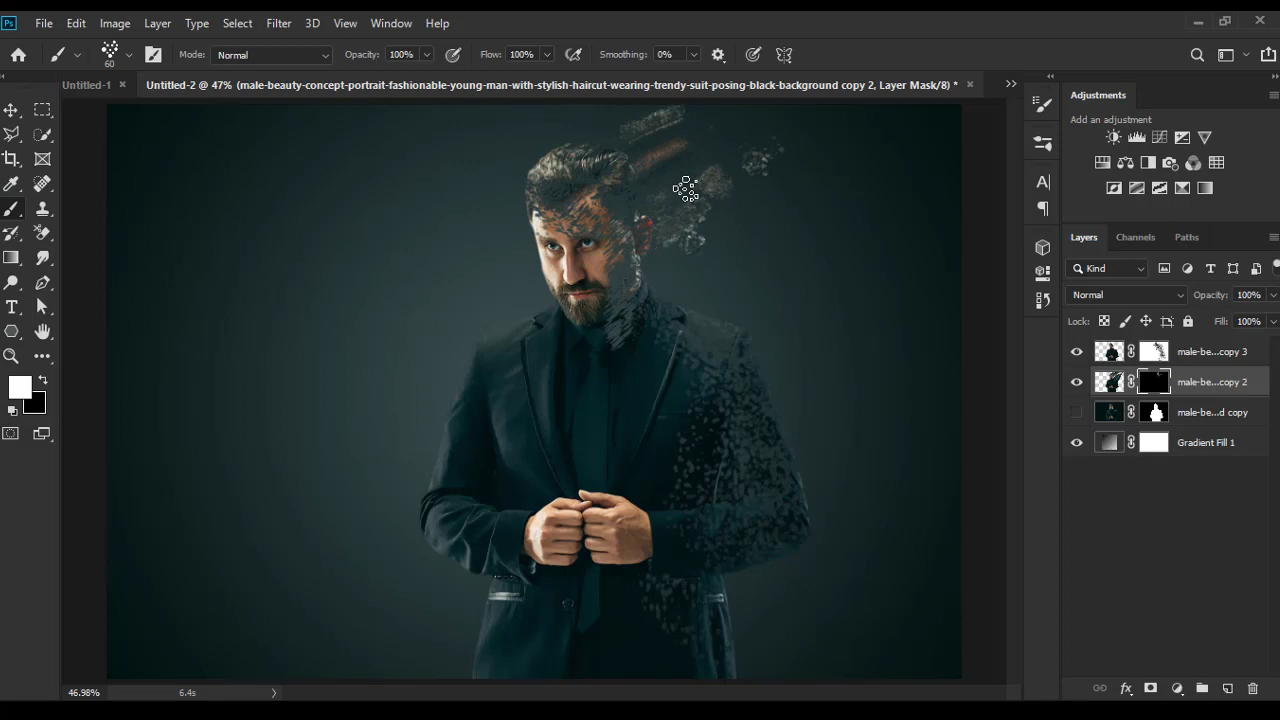 Ps File Edit Image Layer Type Select Filter 3D View Window Help
60 Mode: Normal Opacity: 100% Flow: 100% Smoothing: 0%
Untitled-1 × Untitled-2 @ 47% (male-beauty-concept-portrait-fashionable-young-man-with-stylish-haircut-wearing-trendy-suit-posing-black-background copy 2, Layer Mask/8) * ×
Adjustments
Add an adjustment
Layers Channels Paths
Kind
Normal Opacity: 100%
Lock: Fill: 100%
male-be...copy 3
male-be...copy 2
male-be...d copy
Gradient Fill 1
46.98% 6.4s
fx